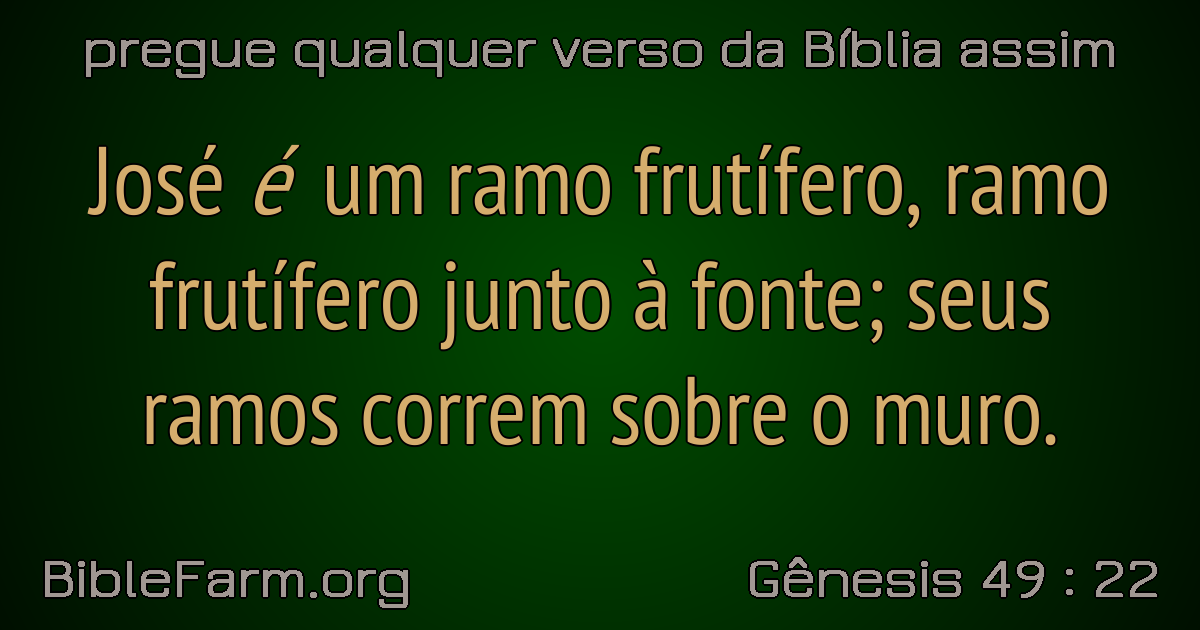 pregue qualquer verso da Bíblia assim
José é um ramo frutífero, ramo
frutífero junto à fonte; seus
ramos correm sobre o muro.
BibleFarm.org
Gênesis 49 : 22